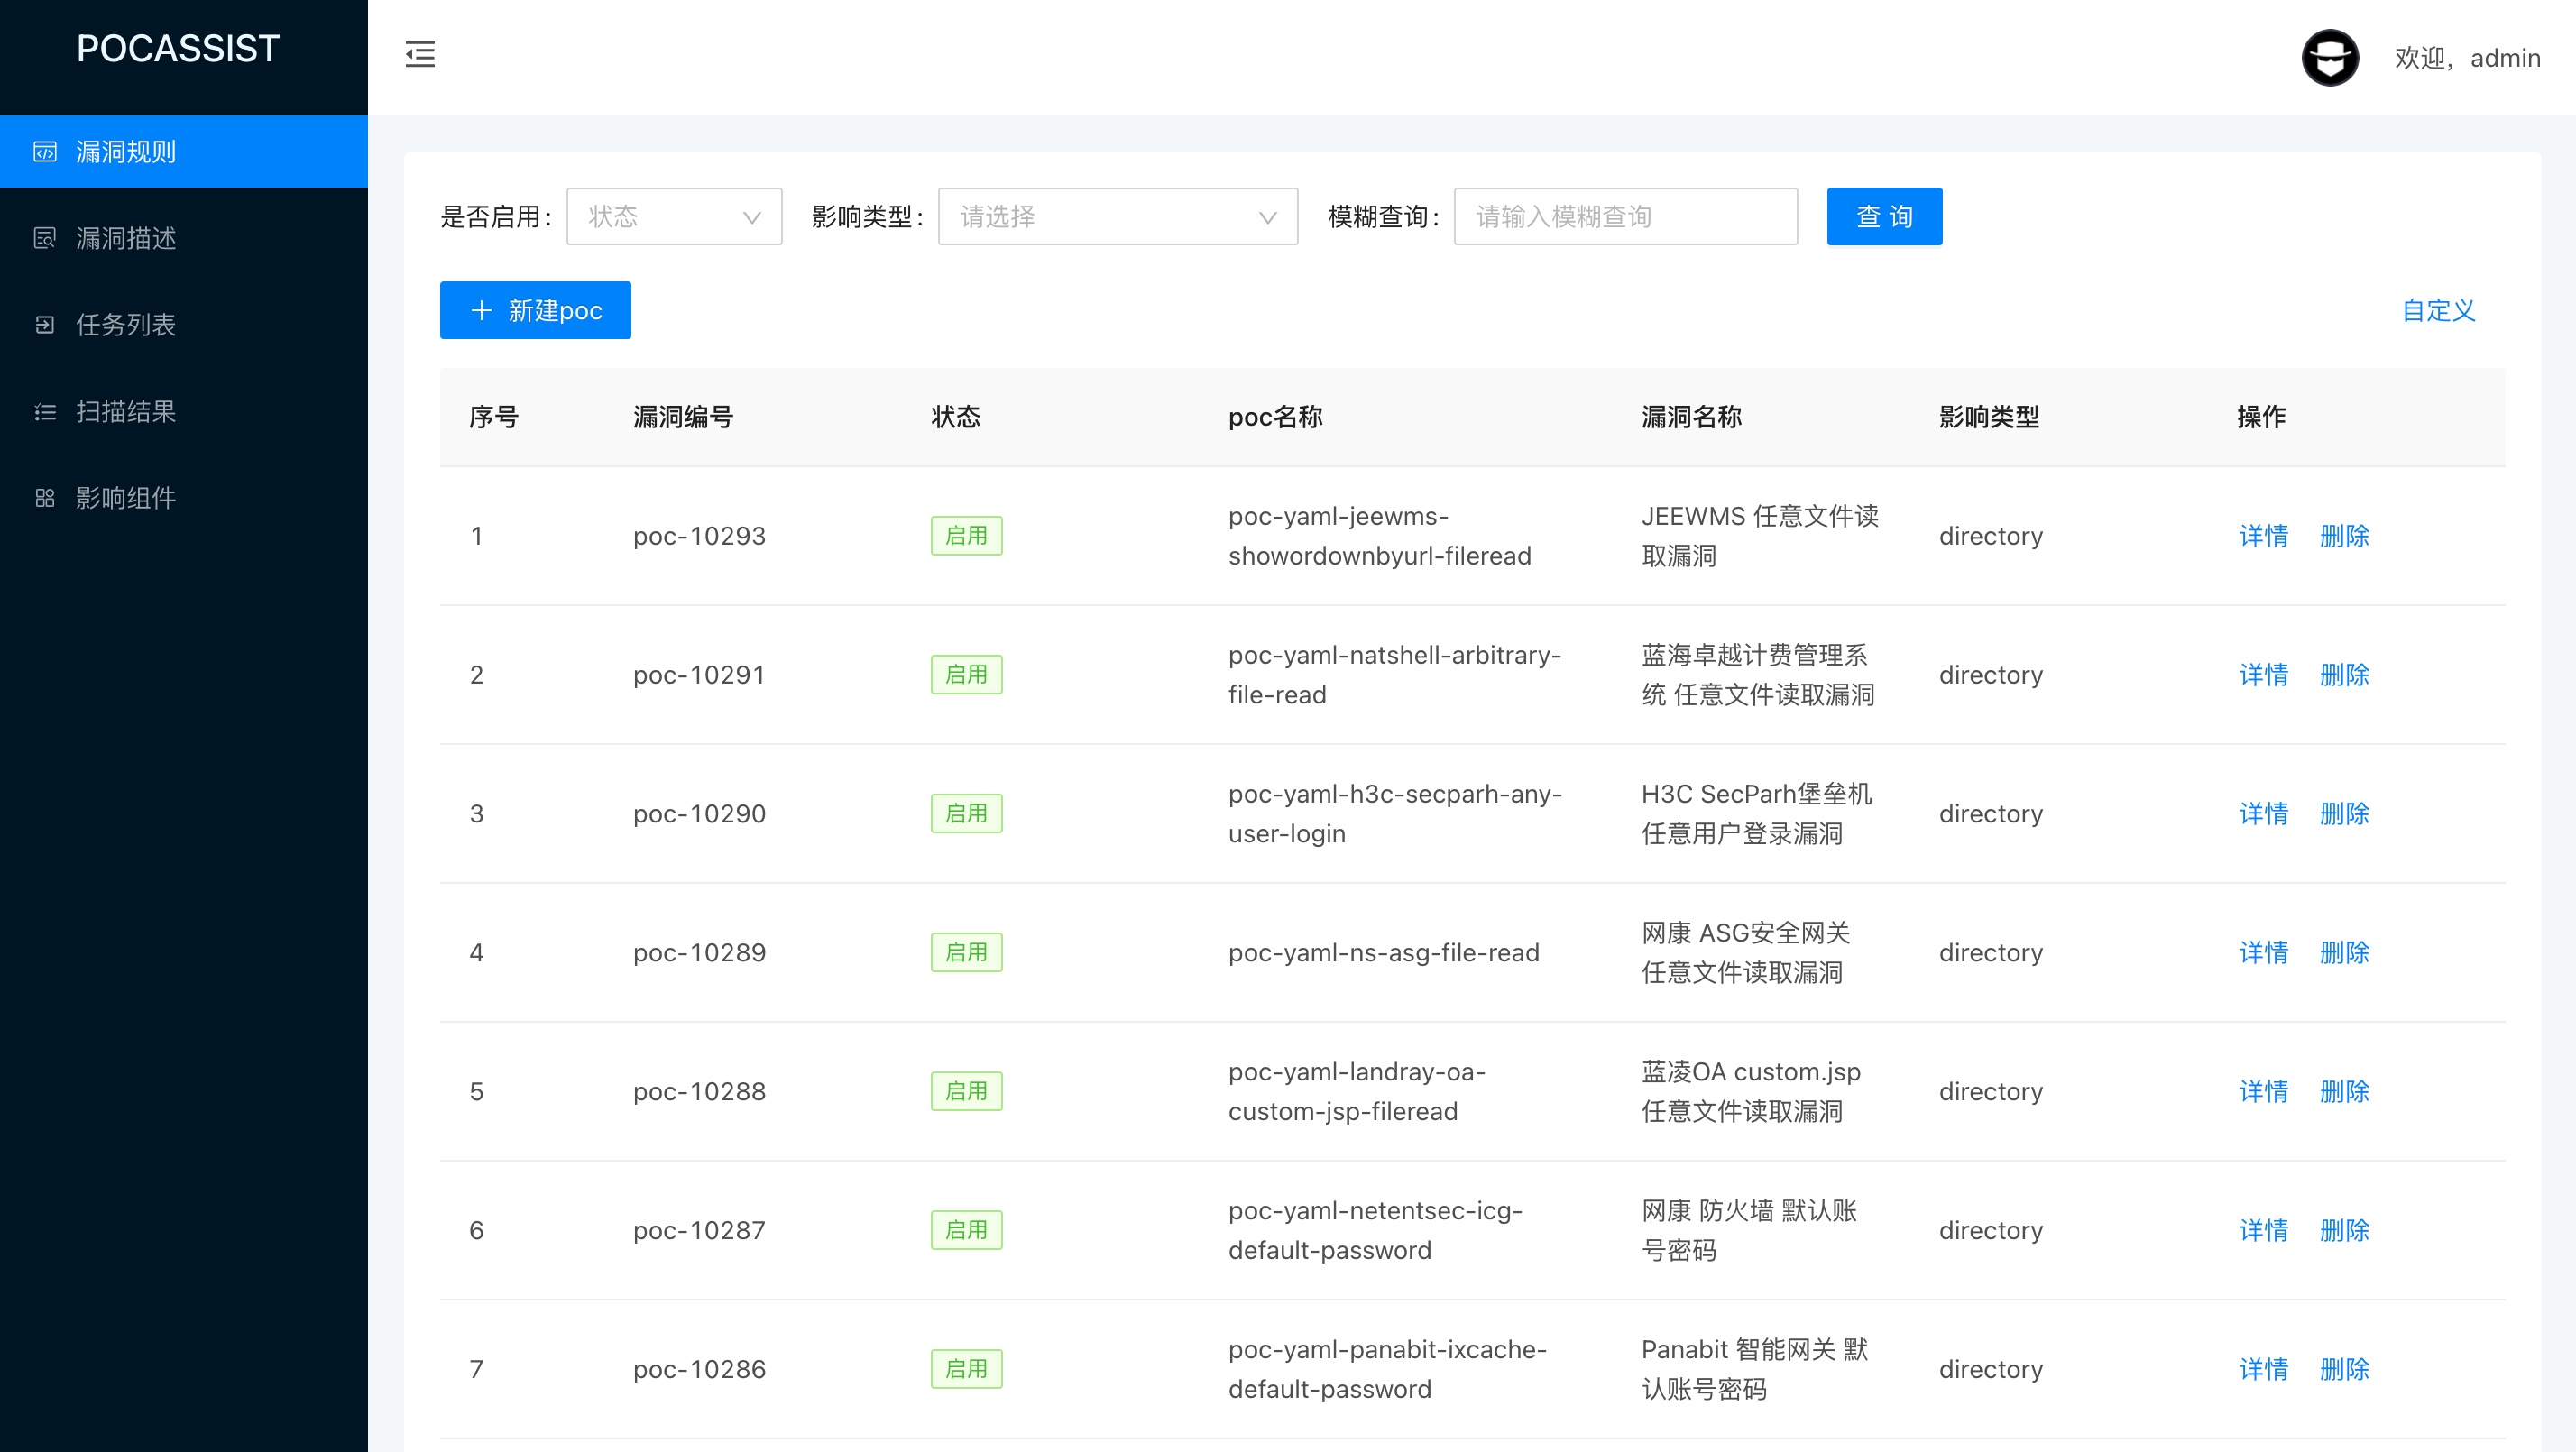 POCASSIST
欢迎，admin
漏洞规则
漏洞描述
任务列表
扫描结果
影响组件
是否启用： 状态 影响类型： 请选择 模糊查询： 请输入模糊查询 查 询
新建poc 自定义
序号 漏洞编号 状态 poc名称 漏洞名称 影响类型 操作
1 poc-10293 启用 poc-yaml-jeewms- JEEWMS 任意文件读 directory 详情 删除
showordownbyurl-fileread 取漏洞
2 poc-10291 启用 poc-yaml-natshell-arbitrary- 蓝海卓越计费管理系 directory 详情 删除
file-read 统 任意文件读取漏洞
3 poc-10290 启用 poc-yaml-h3c-secparh-any- H3C SecParh堡垒机 directory 详情 删除
user-login 任意用户登录漏洞
4 poc-10289 启用 poc-yaml-ns-asg-file-read 网康 ASG安全网关 directory 详情 删除
任意文件读取漏洞
5 poc-10288 启用 poc-yaml-landray-oa- 蓝凌OA custom.jsp directory 详情 删除
custom-jsp-fileread 任意文件读取漏洞
6 poc-10287 启用 poc-yaml-netentsec-icg- 网康 防火墙 默认账 directory 详情 删除
default-password 号密码
7 poc-10286 启用 poc-yaml-panabit-ixcache- Panabit 智能网关 默 directory 详情 删除
default-password 认账号密码